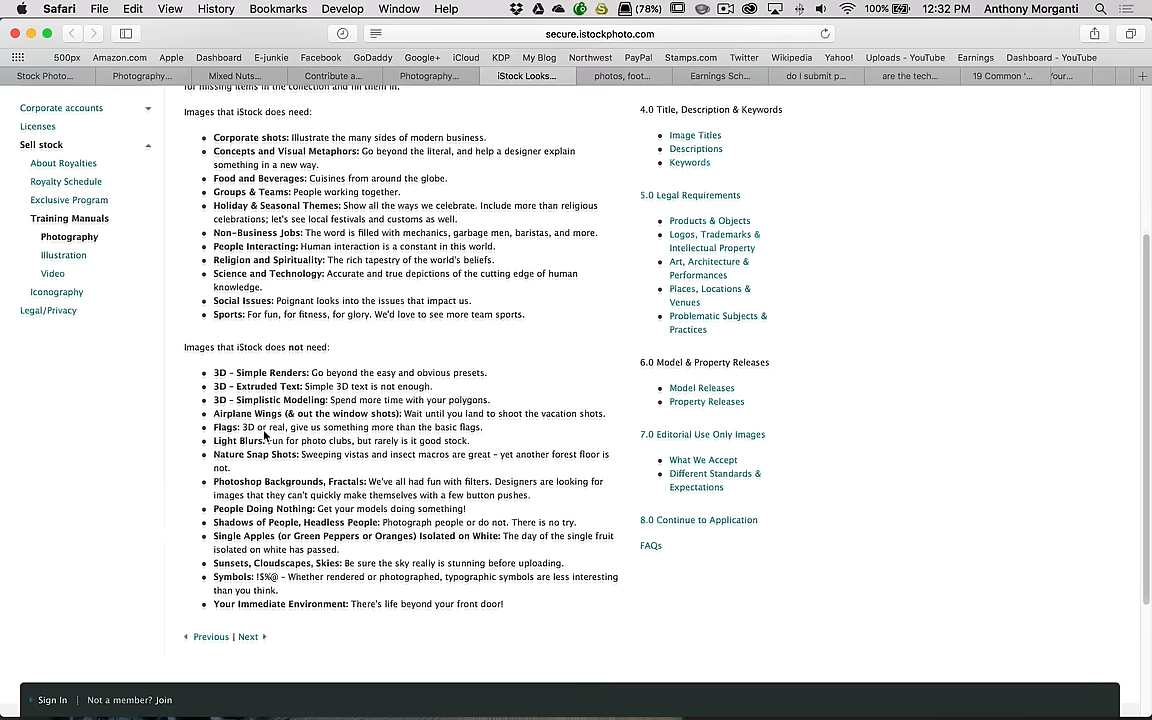 Safari File Edit View History Bookmarks Develop Window Help (78%) 100% 12:32 PM Anthony Morganti
secure.istockphoto.com
500px Amazon.com Apple Dashboard E-junkie Facebook GoDaddy Google+ iCloud KDP My Blog Northwest PayPal Stamps.com Twitter Wikipedia Yahoo! Uploads - YouTube Earnings Dashboard - YouTube
Stock Photo... Photography... Mixed Nuts... Contribute a... Photography... iStock Looks... photos, foot... Earnings Sch... do I submit p... are the tech... 19 Common '...
Corporate accounts
Licenses
Sell stock
About Royalties
Royalty Schedule
Exclusive Program
Training Manuals
Photography
Illustration
Video
Iconography
Legal/Privacy
for missing items in the collection and fill them in.
Images that iStock does need:
• Corporate shots: Illustrate the many sides of modern business.
• Concepts and Visual Metaphors: Go beyond the literal, and help a designer explain
something in a new way.
• Food and Beverages: Cuisines from around the globe.
• Groups & Teams: People working together.
• Holiday & Seasonal Themes: Show all the ways we celebrate. Include more than religious
celebrations; let's see local festivals and customs as well.
• Non-Business Jobs: The word is filled with mechanics, garbage men, baristas, and more.
• People Interacting: Human interaction is a constant in this world.
• Religion and Spirituality: The rich tapestry of the world's beliefs.
• Science and Technology: Accurate and true depictions of the cutting edge of human
knowledge.
• Social Issues: Poignant looks into the issues that impact us.
• Sports: For fun, for fitness, for glory. We'd love to see more team sports.
Images that iStock does not need:
• 3D - Simple Renders: Go beyond the easy and obvious presets.
• 3D - Extruded Text: Simple 3D text is not enough.
• 3D - Simplistic Modeling: Spend more time with your polygons.
• Airplane Wings (& out the window shots): Wait until you land to shoot the vacation shots.
• Flags: 3D or real, give us something more than the basic flags.
• Light Blurs: Fun for photo clubs, but rarely is it good stock.
• Nature Snap Shots: Sweeping vistas and insect macros are great - yet another forest floor is
not.
• Photoshop Backgrounds, Fractals: We've all had fun with filters. Designers are looking for
images that they can't quickly make themselves with a few button pushes.
• People Doing Nothing: Get your models doing something!
• Shadows of People, Headless People: Photograph people or do not. There is no try.
• Single Apples (or Green Peppers or Oranges) Isolated on White: The day of the single fruit
isolated on white has passed.
• Sunsets, Cloudscapes, Skies: Be sure the sky really is stunning before uploading.
• Symbols: !$%@ - Whether rendered or photographed, typographic symbols are less interesting
than you think.
• Your Immediate Environment: There's life beyond your front door!
Previous | Next
4.0 Title, Description & Keywords
• Image Titles
• Descriptions
• Keywords
5.0 Legal Requirements
• Products & Objects
• Logos, Trademarks &
Intellectual Property
• Art, Architecture &
Performances
• Places, Locations &
Venues
• Problematic Subjects &
Practices
6.0 Model & Property Releases
• Model Releases
• Property Releases
7.0 Editorial Use Only Images
• What We Accept
• Different Standards &
Expectations
8.0 Continue to Application
FAQs
Sign In | Not a member? Join